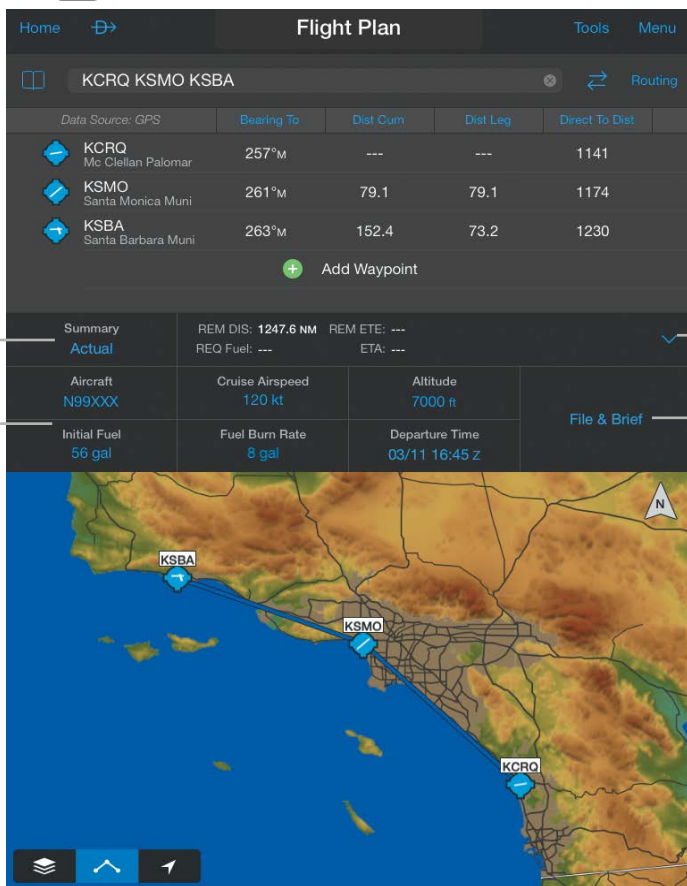 Home Flight Plan Tools Menu
KCRQ KSMO KSBA Routing
Data Source: GPS Bearing To Dist Cum Dist Leg Direct To Dist
KCRQ 257°M --- --- 1141
Mc Clellan Palomar
KSMO 261°M 79.1 79.1 1174
Santa Monica Muni
KSBA 263°M 152.4 73.2 1230
Santa Barbara Muni
Add Waypoint
Summary REM DIS: 1247.6 NM REM ETE: ---
Actual REQ Fuel: --- ETA: ---
Aircraft Cruise Airspeed Altitude
N99XXX 120 kt 7000 ft
File & Brief
Initial Fuel Fuel Burn Rate Departure Time
56 gal 8 gal 03/11 16:45 z
N
KSBA
KSMO
KCRQ